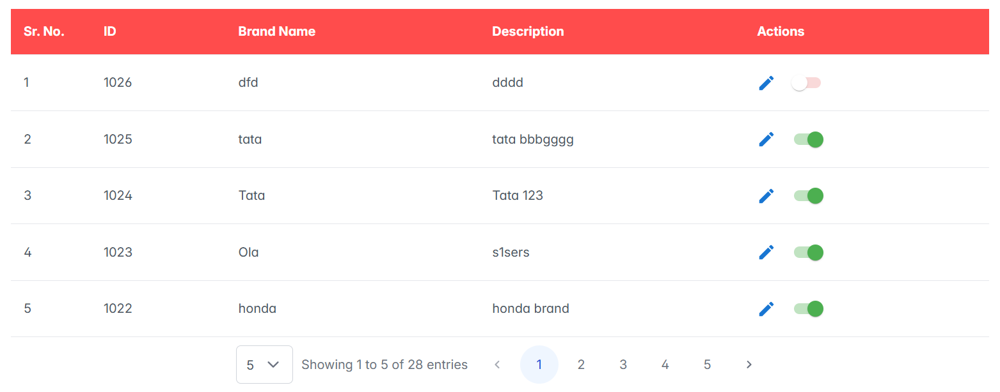 Sr. No. ID Brand Name Description Actions
1 1026 dfd dddd
2 1025 tata tata bbbgggg
3 1024 Tata Tata 123
4 1023 Ola s1sers
5 1022 honda honda brand
5 Showing 1 to 5 of 28 entries 1 2 3 4 5